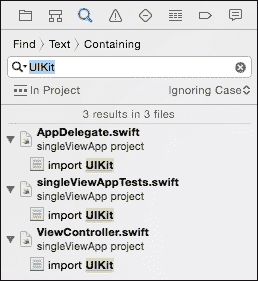 Find > Text > Containing
UIKit
In Project Ignoring Case
3 results in 3 files
AppDelegate.swift
singleViewApp project
import UIKit
singleViewAppTests.swift
singleViewApp project
import UIKit
ViewController.swift
singleViewApp project
import UIKit